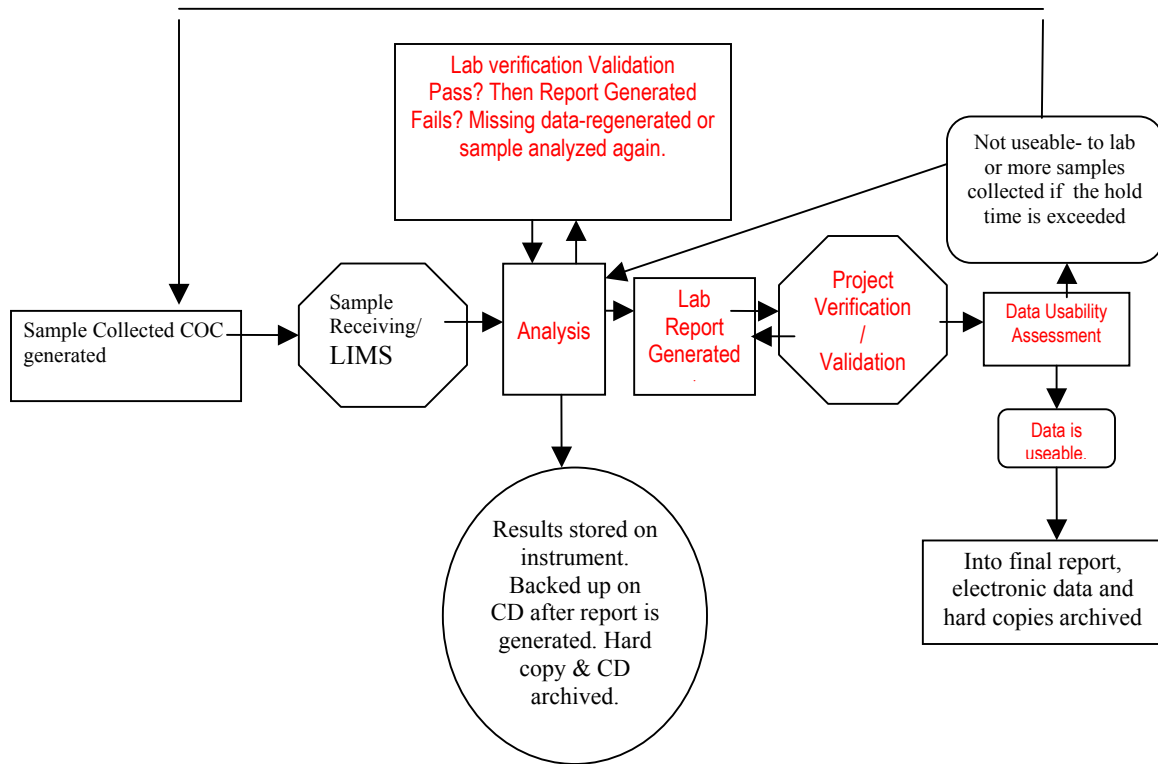 Lab verification Validation
Pass? Then Report Generated
Fails? Missing data-regenerated or
sample analyzed again.
Not useable- to lab
or more samples
collected if the hold
time is exceeded
Sample Collected COC
generated
Sample
Receiving/
LIMS
Analysis
Lab
Report
Generated
.
Project
Verification
/
Validation
Data Usability
Assessment
Data is
useable.
Results stored on
instrument.
Backed up on
CD after report is
generated. Hard
copy & CD
archived.
Into final report,
electronic data and
hard copies archived